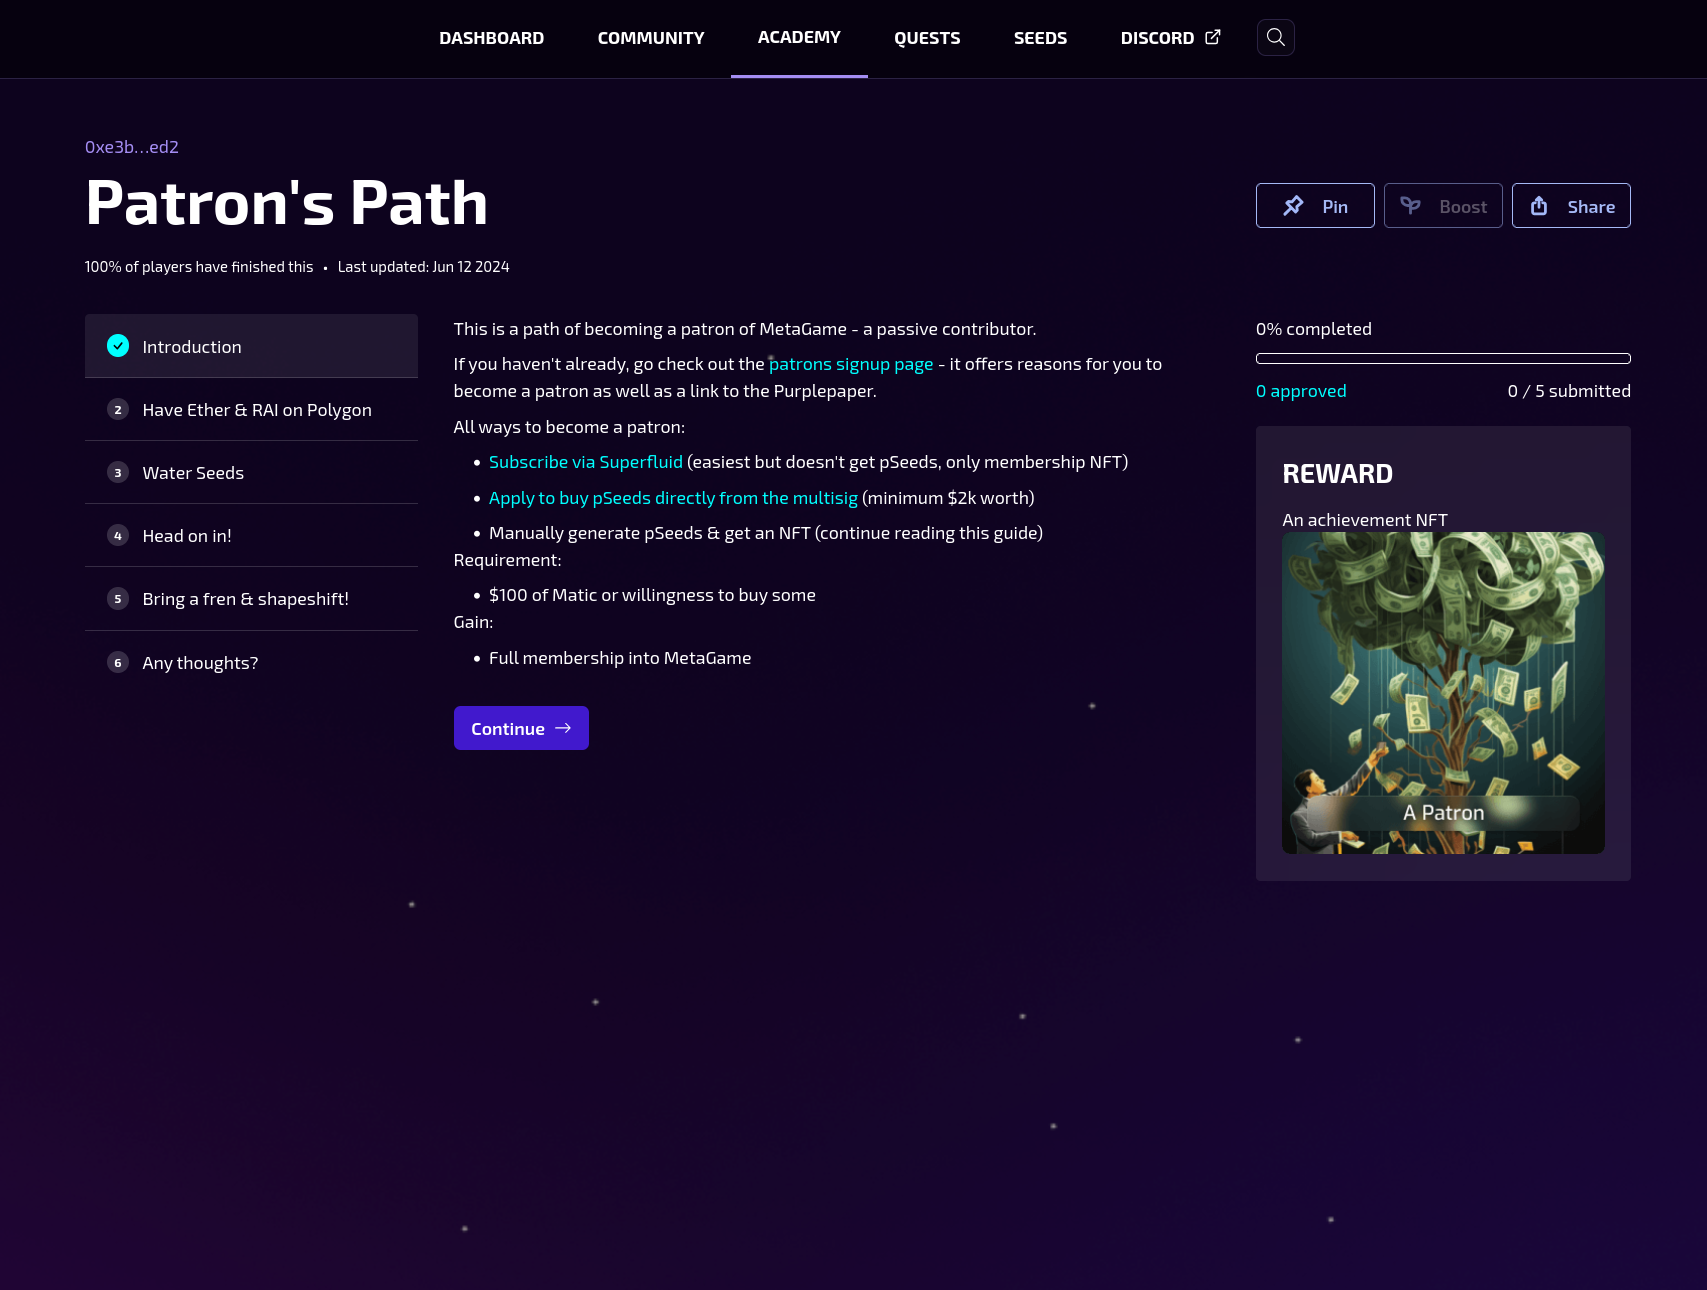 DASHBOARD COMMUNITY ACADEMY QUESTS SEEDS DISCORD
0xe3b...ed2
Patron's Path
Pin Boost Share
100% of players have finished this • Last updated: Jun 12 2024
Introduction
2 Have Ether & RAI on Polygon
3 Water Seeds
4 Head on in!
5 Bring a fren & shapeshift!
6 Any thoughts?
This is a path of becoming a patron of MetaGame - a passive contributor.
If you haven't already, go check out the patrons signup page - it offers reasons for you to
become a patron as well as a link to the Purplepaper.
All ways to become a patron:
• Subscribe via Superfluid (easiest but doesn't get pSeeds, only membership NFT)
• Apply to buy pSeeds directly from the multisig (minimum $2k worth)
• Manually generate pSeeds & get an NFT (continue reading this guide)
Requirement:
• $100 of Matic or willingness to buy some
Gain:
• Full membership into MetaGame
Continue
0% completed
0 approved 0 / 5 submitted
REWARD
An achievement NFT
A Patron